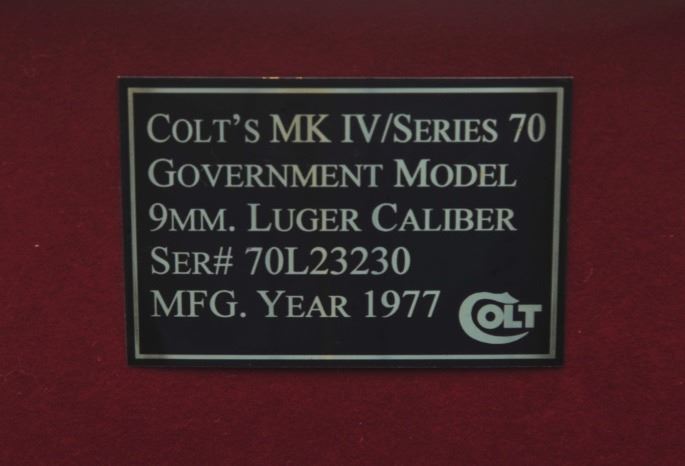 COLT'S MK IV/SERIES 70
GOVERNMENT MODEL
9MM. LUGER CALIBER
SER# 70L23230
MFG. YEAR 1977
COLT